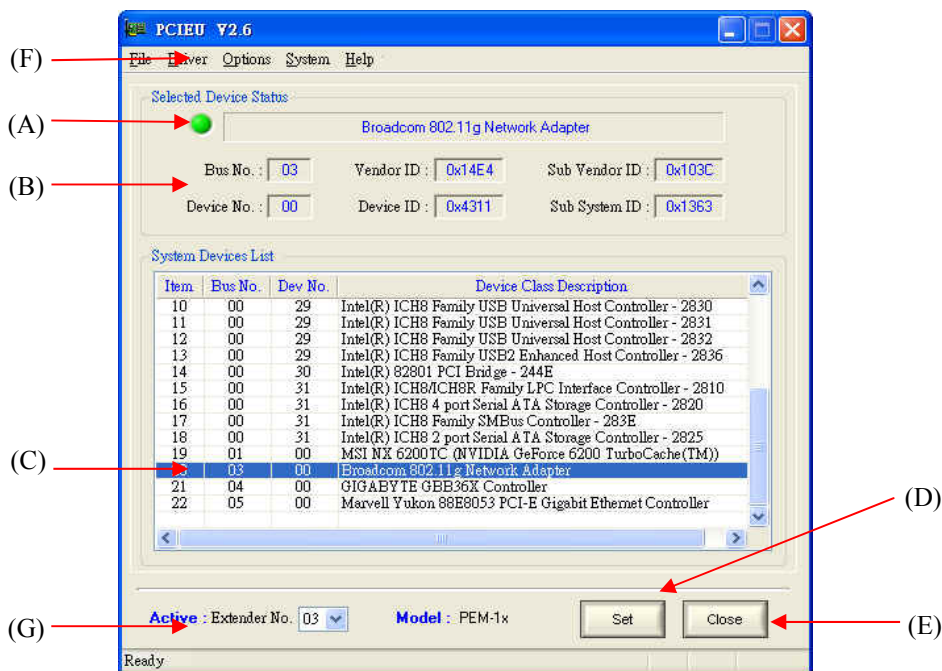 PCIEU V2.6
(F)
File Driver Options System Help
Selected Device Status
(A)
Broadcom 802.11g Network Adapter
(B)
Bus No. : 03 Vendor ID : 0x14E4 Sub Vendor ID : 0x103C
Device No. : 00 Device ID : 0x4311 Sub System ID : 0x1363
System Devices List
Item Bus No. Dev No. Device Class Description
10 00 29 Intel(R) ICH8 Family USB Universal Host Controller - 2830
11 00 29 Intel(R) ICH8 Family USB Universal Host Controller - 2831
12 00 29 Intel(R) ICH8 Family USB Universal Host Controller - 2832
13 00 29 Intel(R) ICH8 Family USB2 Enhanced Host Controller - 2836
14 00 30 Intel(R) 82801 PCI Bridge - 244E
15 00 31 Intel(R) ICH8/ICH8R Family LPC Interface Controller - 2810
16 00 31 Intel(R) ICH8 4 port Serial ATA Storage Controller - 2820
17 00 31 Intel(R) ICH8 Family SMBus Controller - 283E
18 00 31 Intel(R) ICH8 2 port Serial ATA Storage Controller - 2825
19 01 00 MSI NX 6200TC (NVIDIA GeForce 6200 TurboCache(TM))
(C)
03 00 Broadcom 802.11g Network Adapter
21 04 00 GIGABYTE GBB36X Controller
22 05 00 Marvell Yukon 88E8053 PCI-E Gigabit Ethernet Controller
(D)
(G)
Active : Extender No. 03 Model : PEM-1x Set Close
(E)
Ready